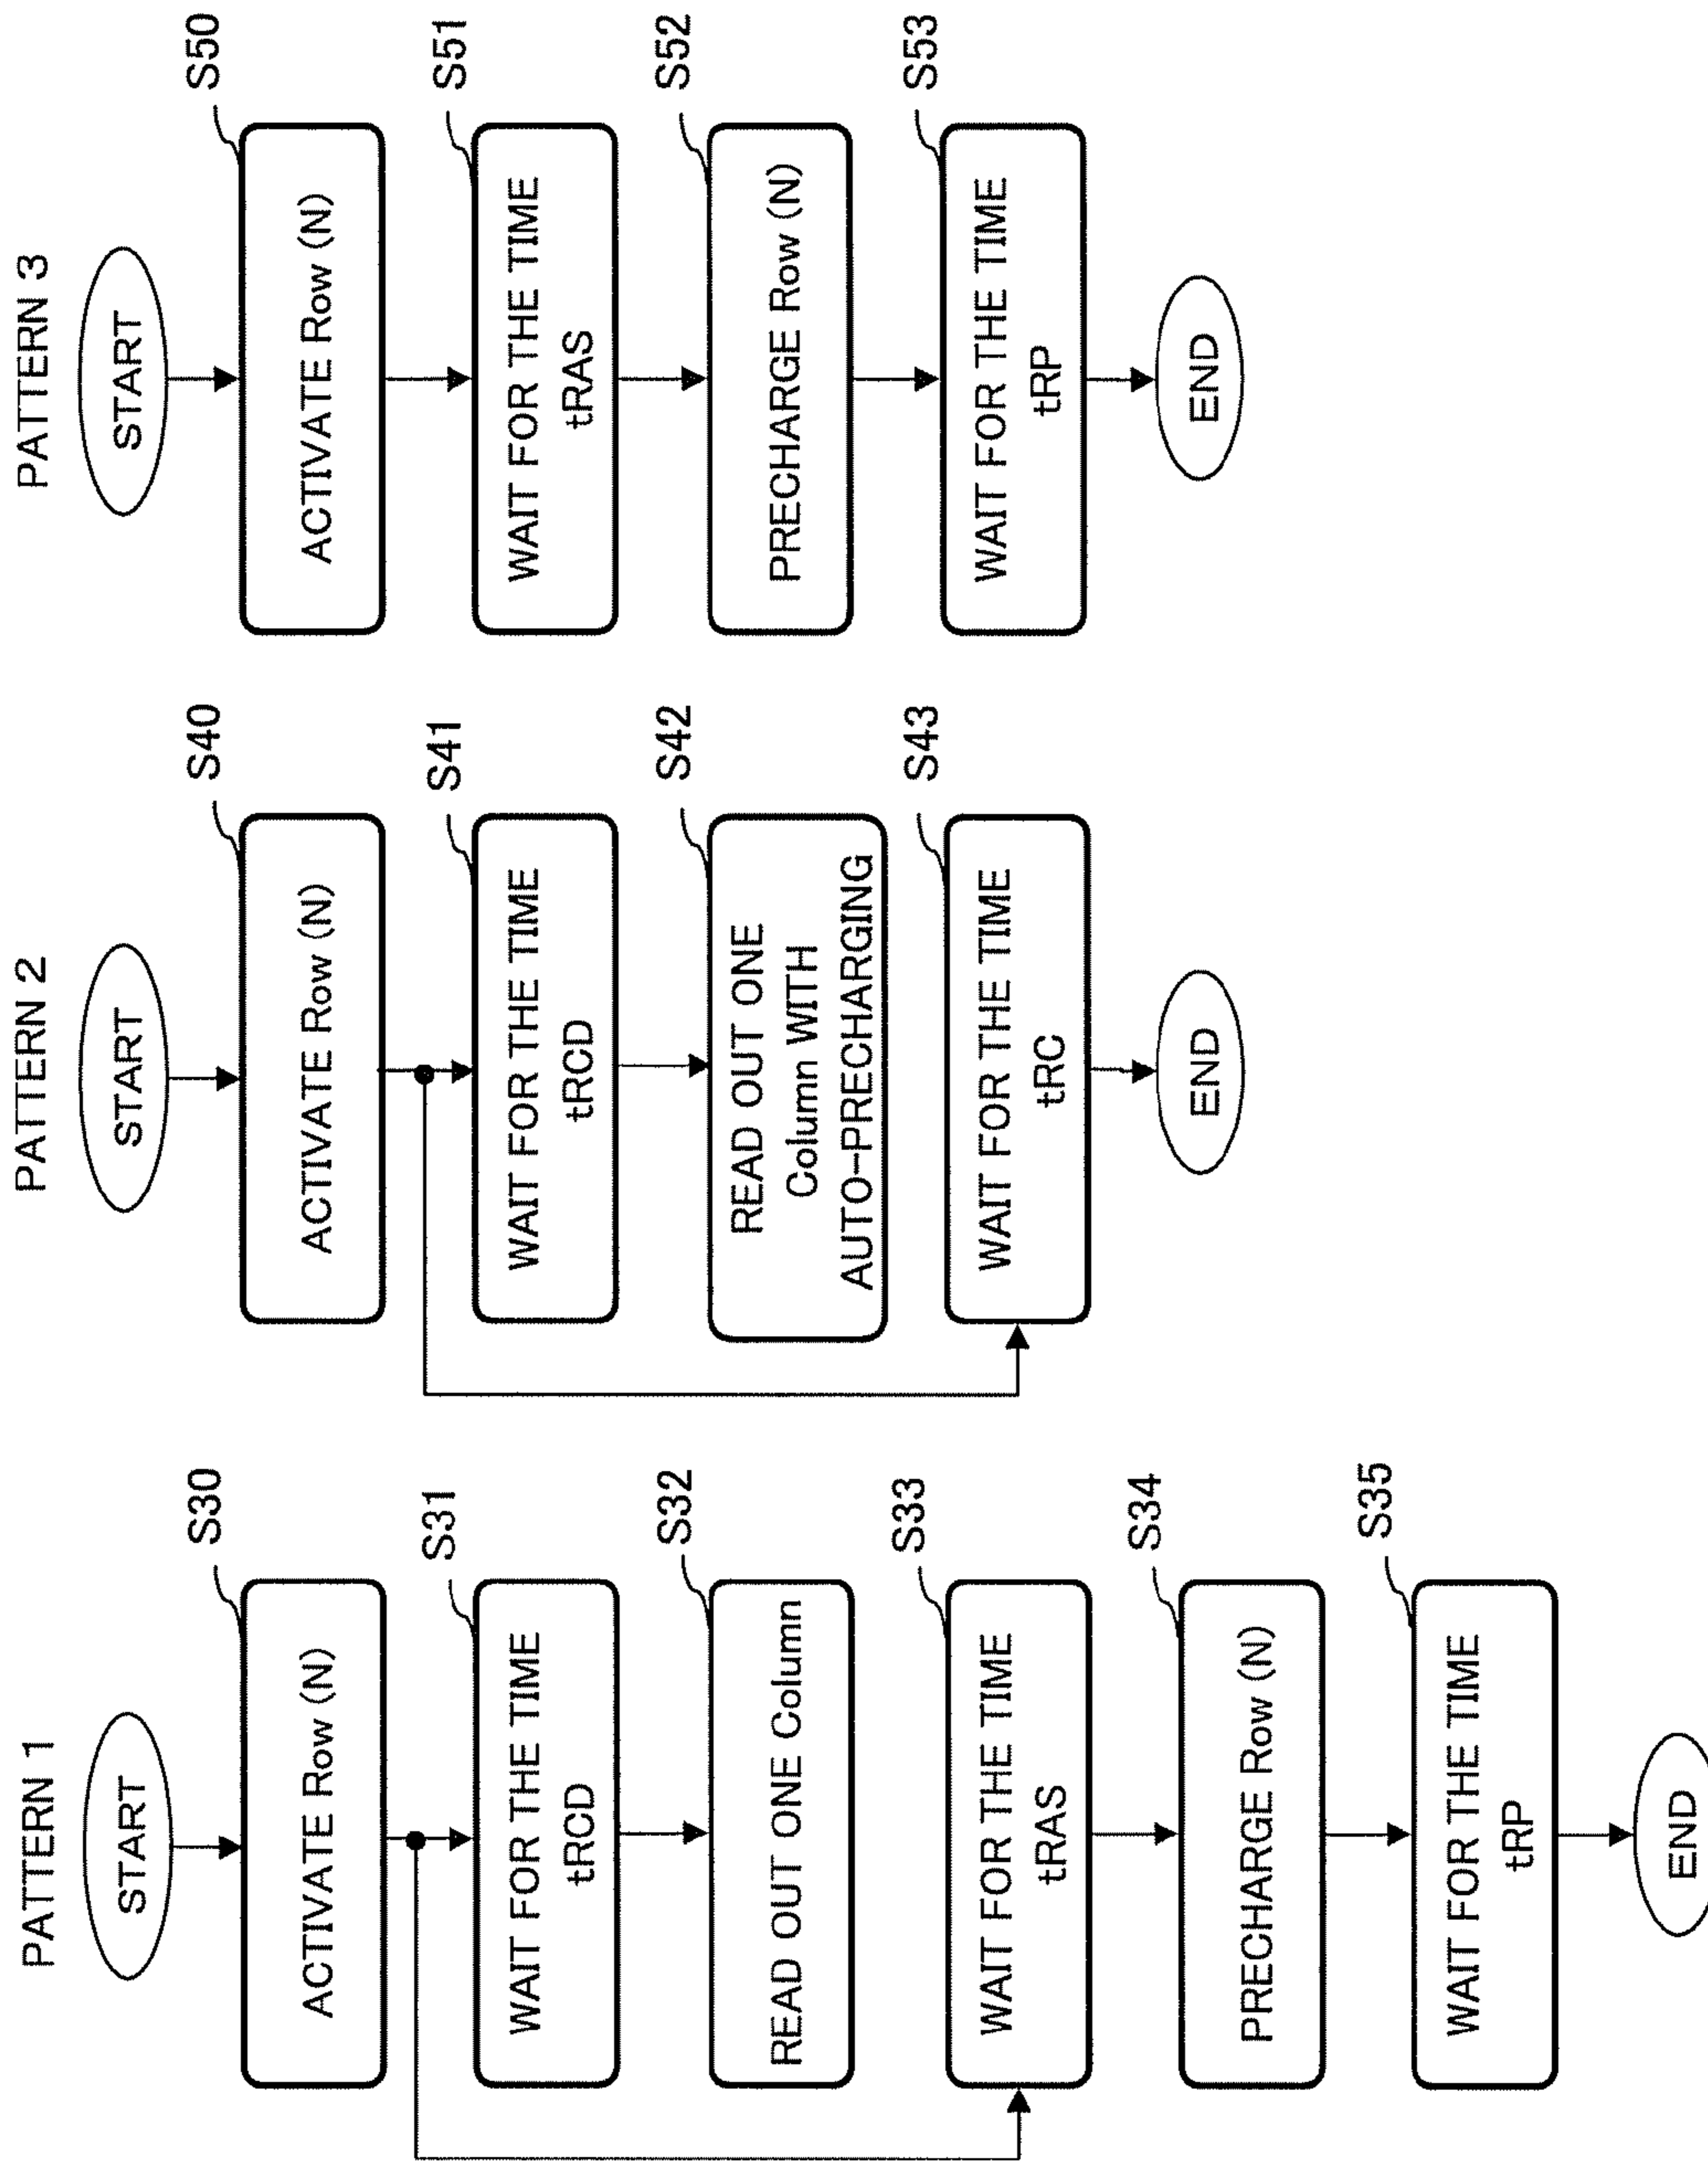 PATTERN 1
START
S30
ACTIVATE Row (N)
S31
WAIT FOR THE TIME
tRCD
S32
READ OUT ONE Column
S33
WAIT FOR THE TIME
tRAS
S34
PRECHARGE Row (N)
S35
WAIT FOR THE TIME
tRP
END
PATTERN 2
START
S40
ACTIVATE Row (N)
S41
WAIT FOR THE TIME
tRCD
S42
READ OUT ONE
Column WITH
AUTO-PRECHARGING
S43
WAIT FOR THE TIME
tRC
END
PATTERN 3
START
S50
ACTIVATE Row (N)
S51
WAIT FOR THE TIME
tRAS
S52
PRECHARGE Row (N)
S53
WAIT FOR THE TIME
tRP
END